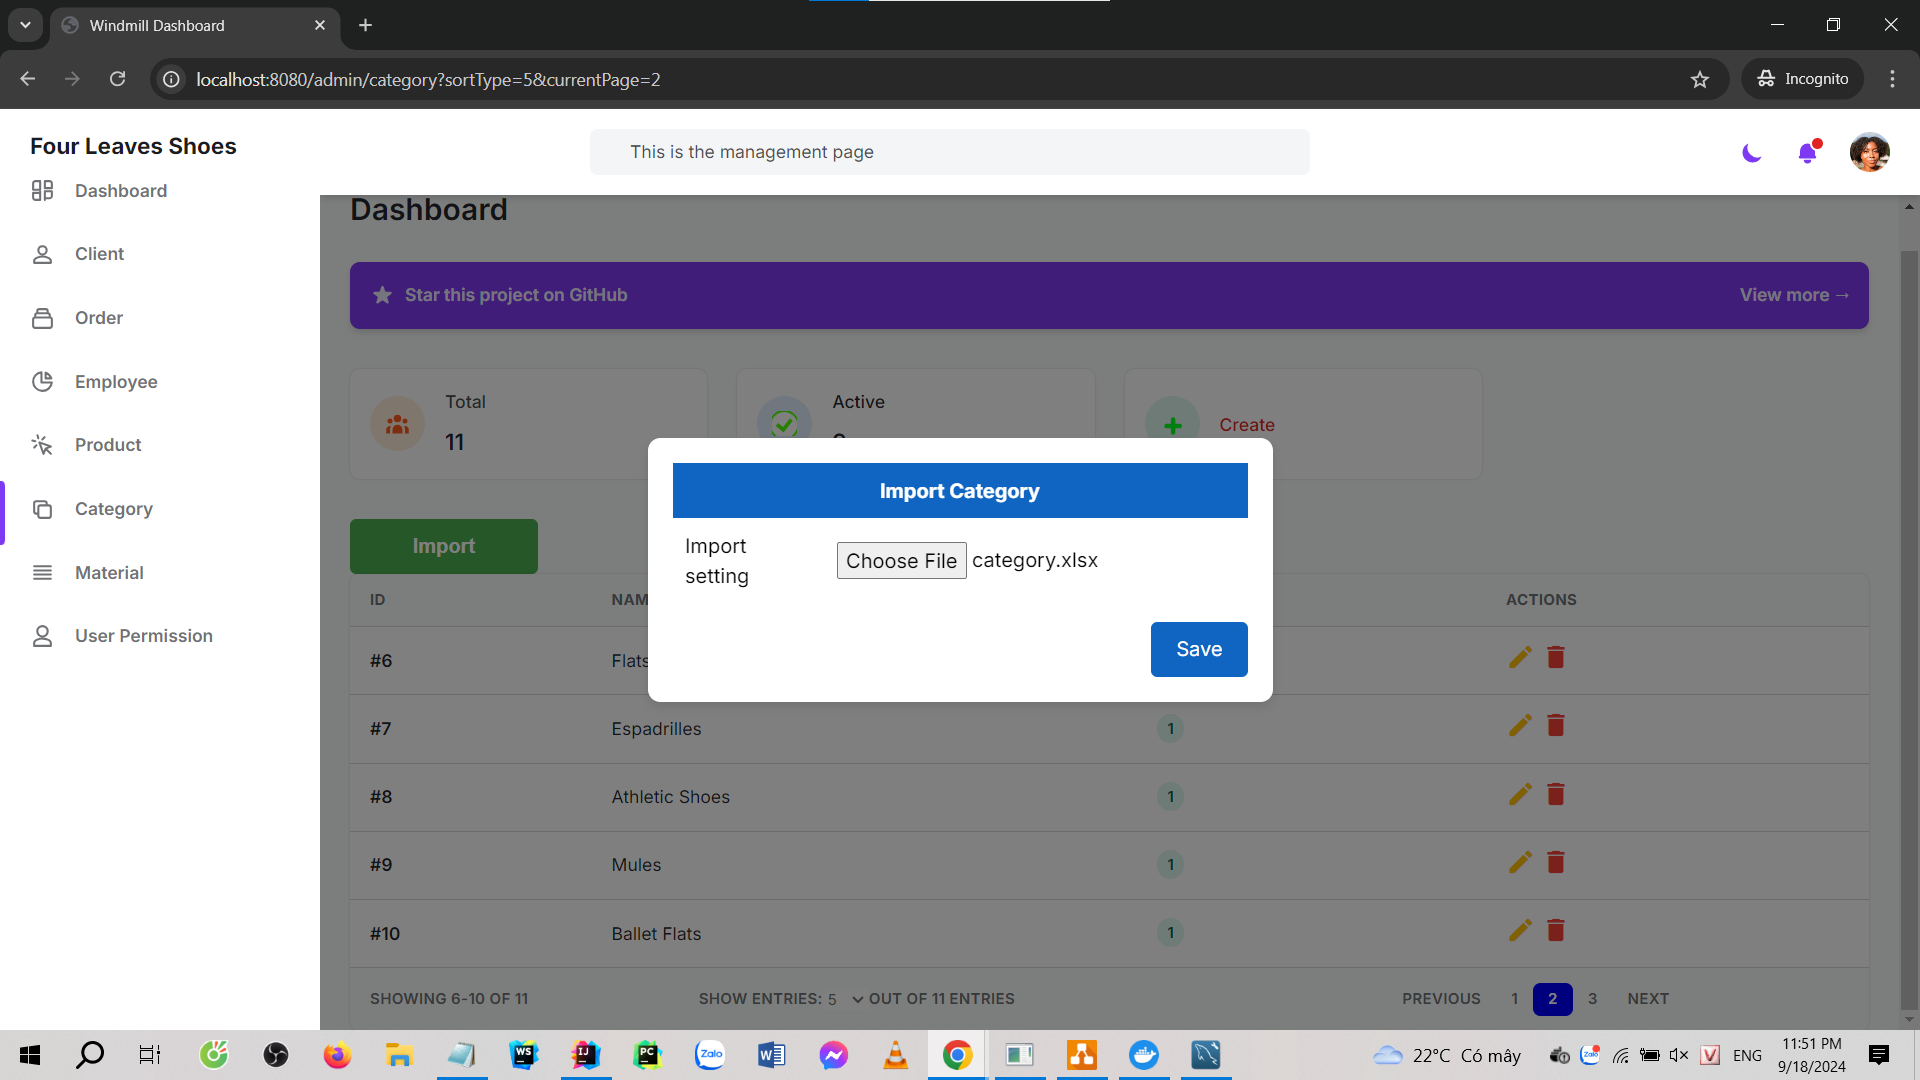 Windmill Dashboard
localhost:8080/admin/category?sortType=5&currentPage=2
Incognito
Four Leaves Shoes
This is the management page
Dashboard
Client
Order
Employee
Product
Category
Material
User Permission
Dashboard
Star this project on GitHub
View more →
Total
11
Active
Create
Import
Import Category
Import
setting
Choose File category.xlsx
Save
ID
ACTIONS
#6
Flats
#7 Espadrilles 1
#8 Athletic Shoes 1
#9 Mules 1
#10 Ballet Flats 1
SHOWING 6-10 OF 11
SHOW ENTRIES: 5 OUT OF 11 ENTRIES
PREVIOUS 1 2 3 NEXT
WS
IJ
PC
Zalo
W
22°C Có mây
Zalo
V
ENG
11:51 PM
9/18/2024